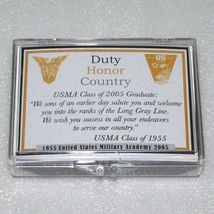 Duty
Honor
Country
USMA Class of 2005 Graduate:
"We sons of an earlier day salute you and welcome
you into the ranks of the Long Gray Line.
We wish you success in all your endeavors
to serve our country."
USMA Class of 1955
1955 United States Military Academy 2005